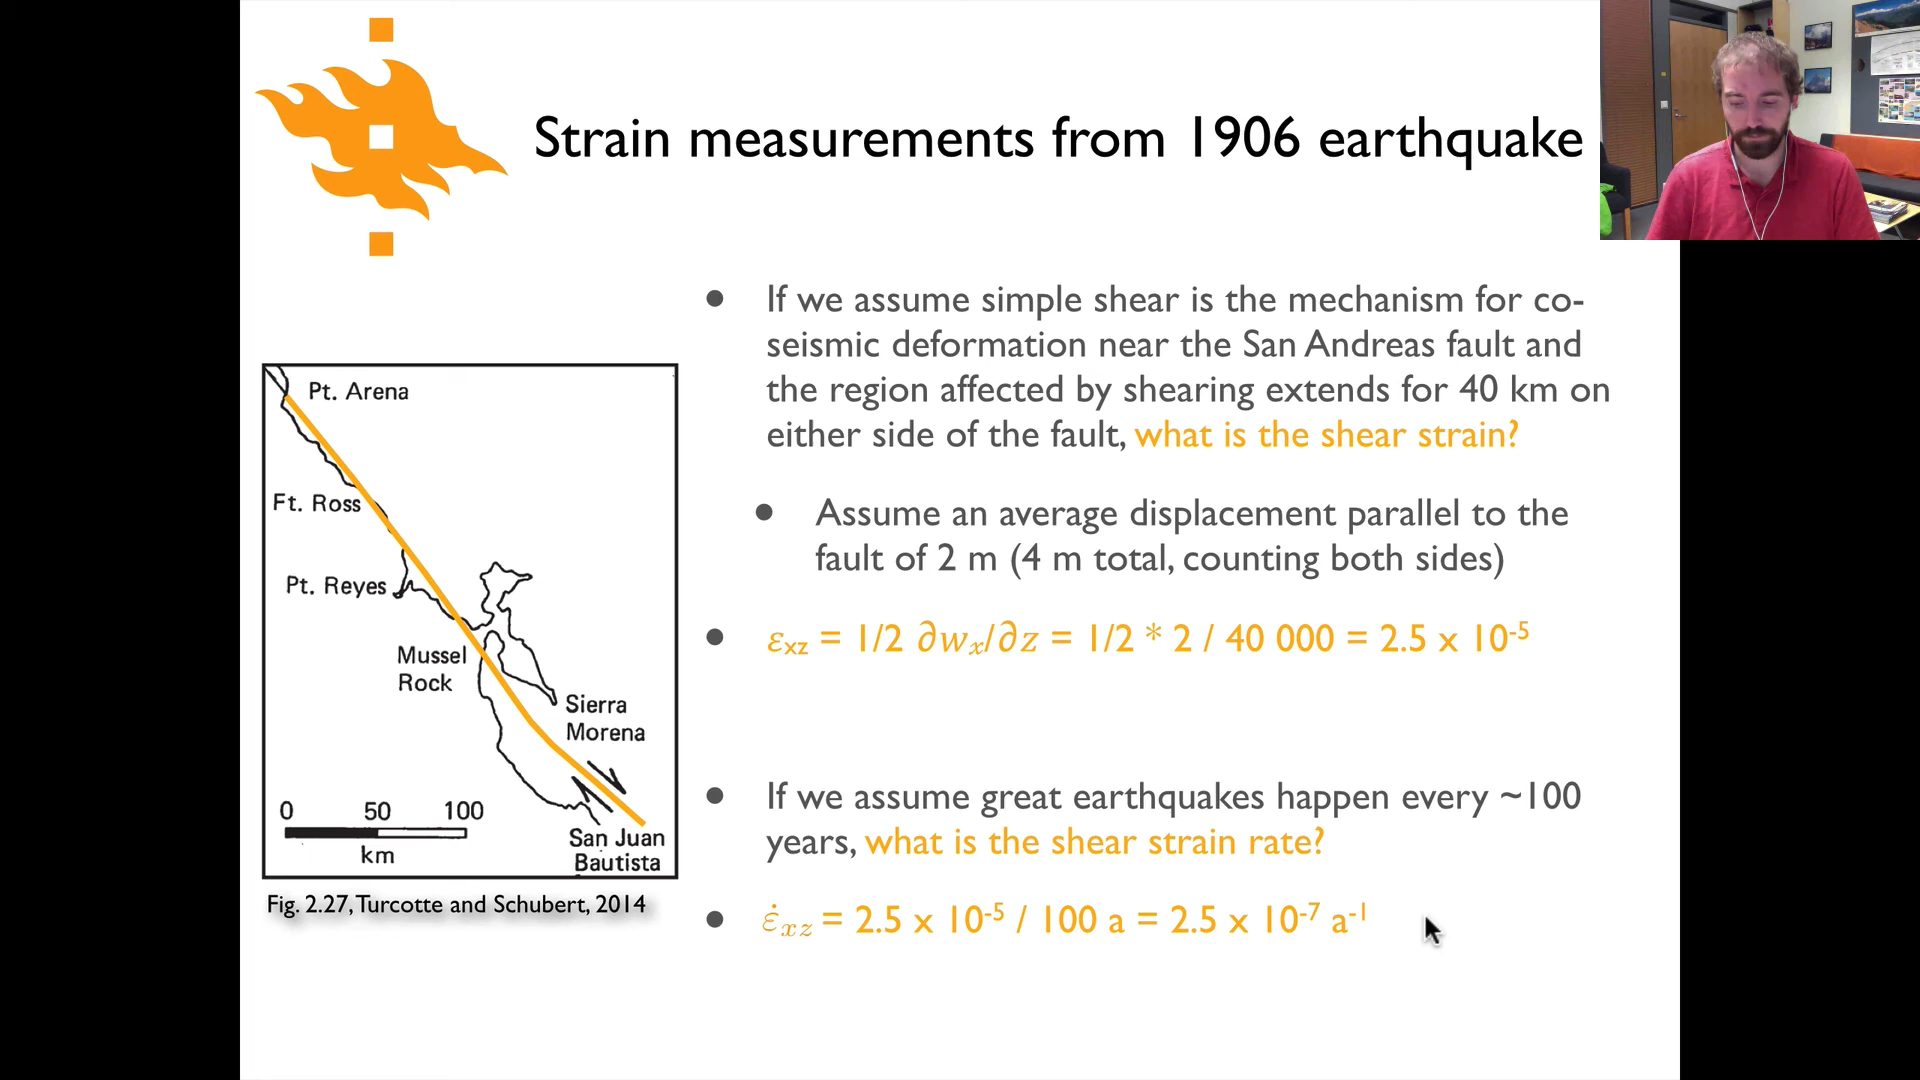 Strain measurements from 1906 earthquake
● If we assume simple shear is the mechanism for co-
seismic deformation near the San Andreas fault and
the region affected by shearing extends for 40 km on
either side of the fault, what is the shear strain?
● Assume an average displacement parallel to the
fault of 2 m (4 m total, counting both sides)
● εxz = 1/2 ∂wx/∂z = 1/2 * 2 / 40 000 = 2.5 x 10⁻⁵
● If we assume great earthquakes happen every ~100
years, what is the shear strain rate?
● ε̇xz = 2.5 x 10⁻⁵ / 100 a = 2.5 x 10⁻⁷ a⁻¹
Pt. Arena
Ft. Ross
Pt. Reyes
Mussel
Rock
Sierra
Morena
0 50 100
km
San Juan
Bautista
Fig. 2.27, Turcotte and Schubert, 2014